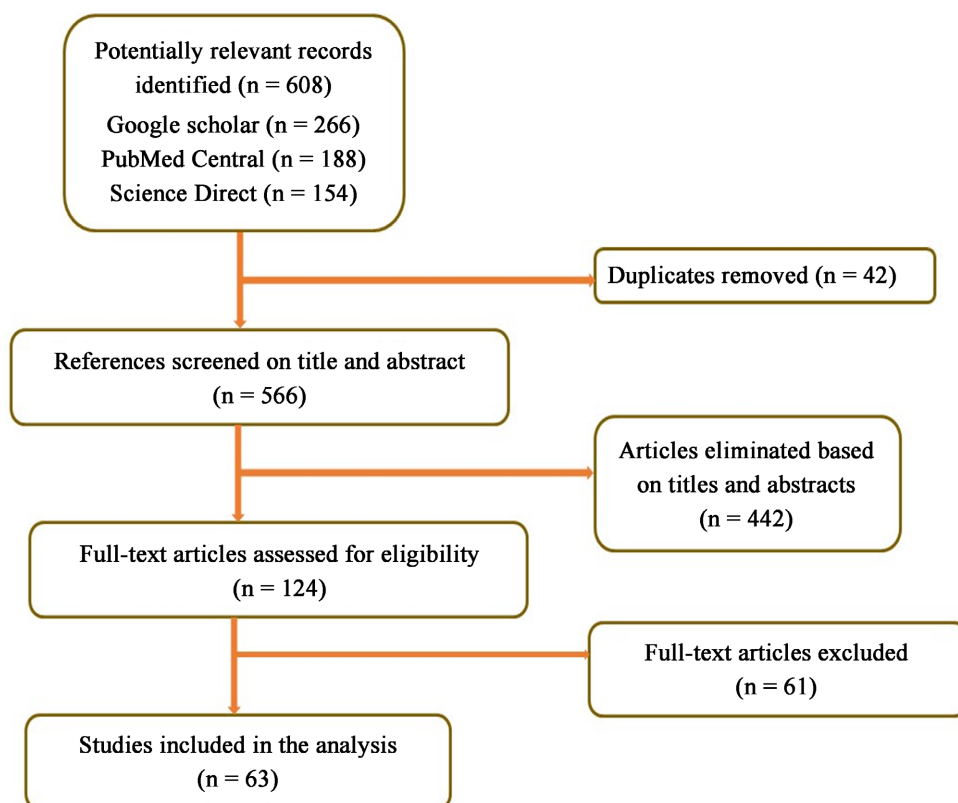 Potentially relevant records
identified (n = 608)
Google scholar (n = 266)
PubMed Central (n = 188)
Science Direct (n = 154)
Duplicates removed (n = 42)
References screened on title and abstract
(n = 566)
Articles eliminated based
on titles and abstracts
(n = 442)
Full-text articles assessed for eligibility
(n = 124)
Full-text articles excluded
(n = 61)
Studies included in the analysis
(n = 63)